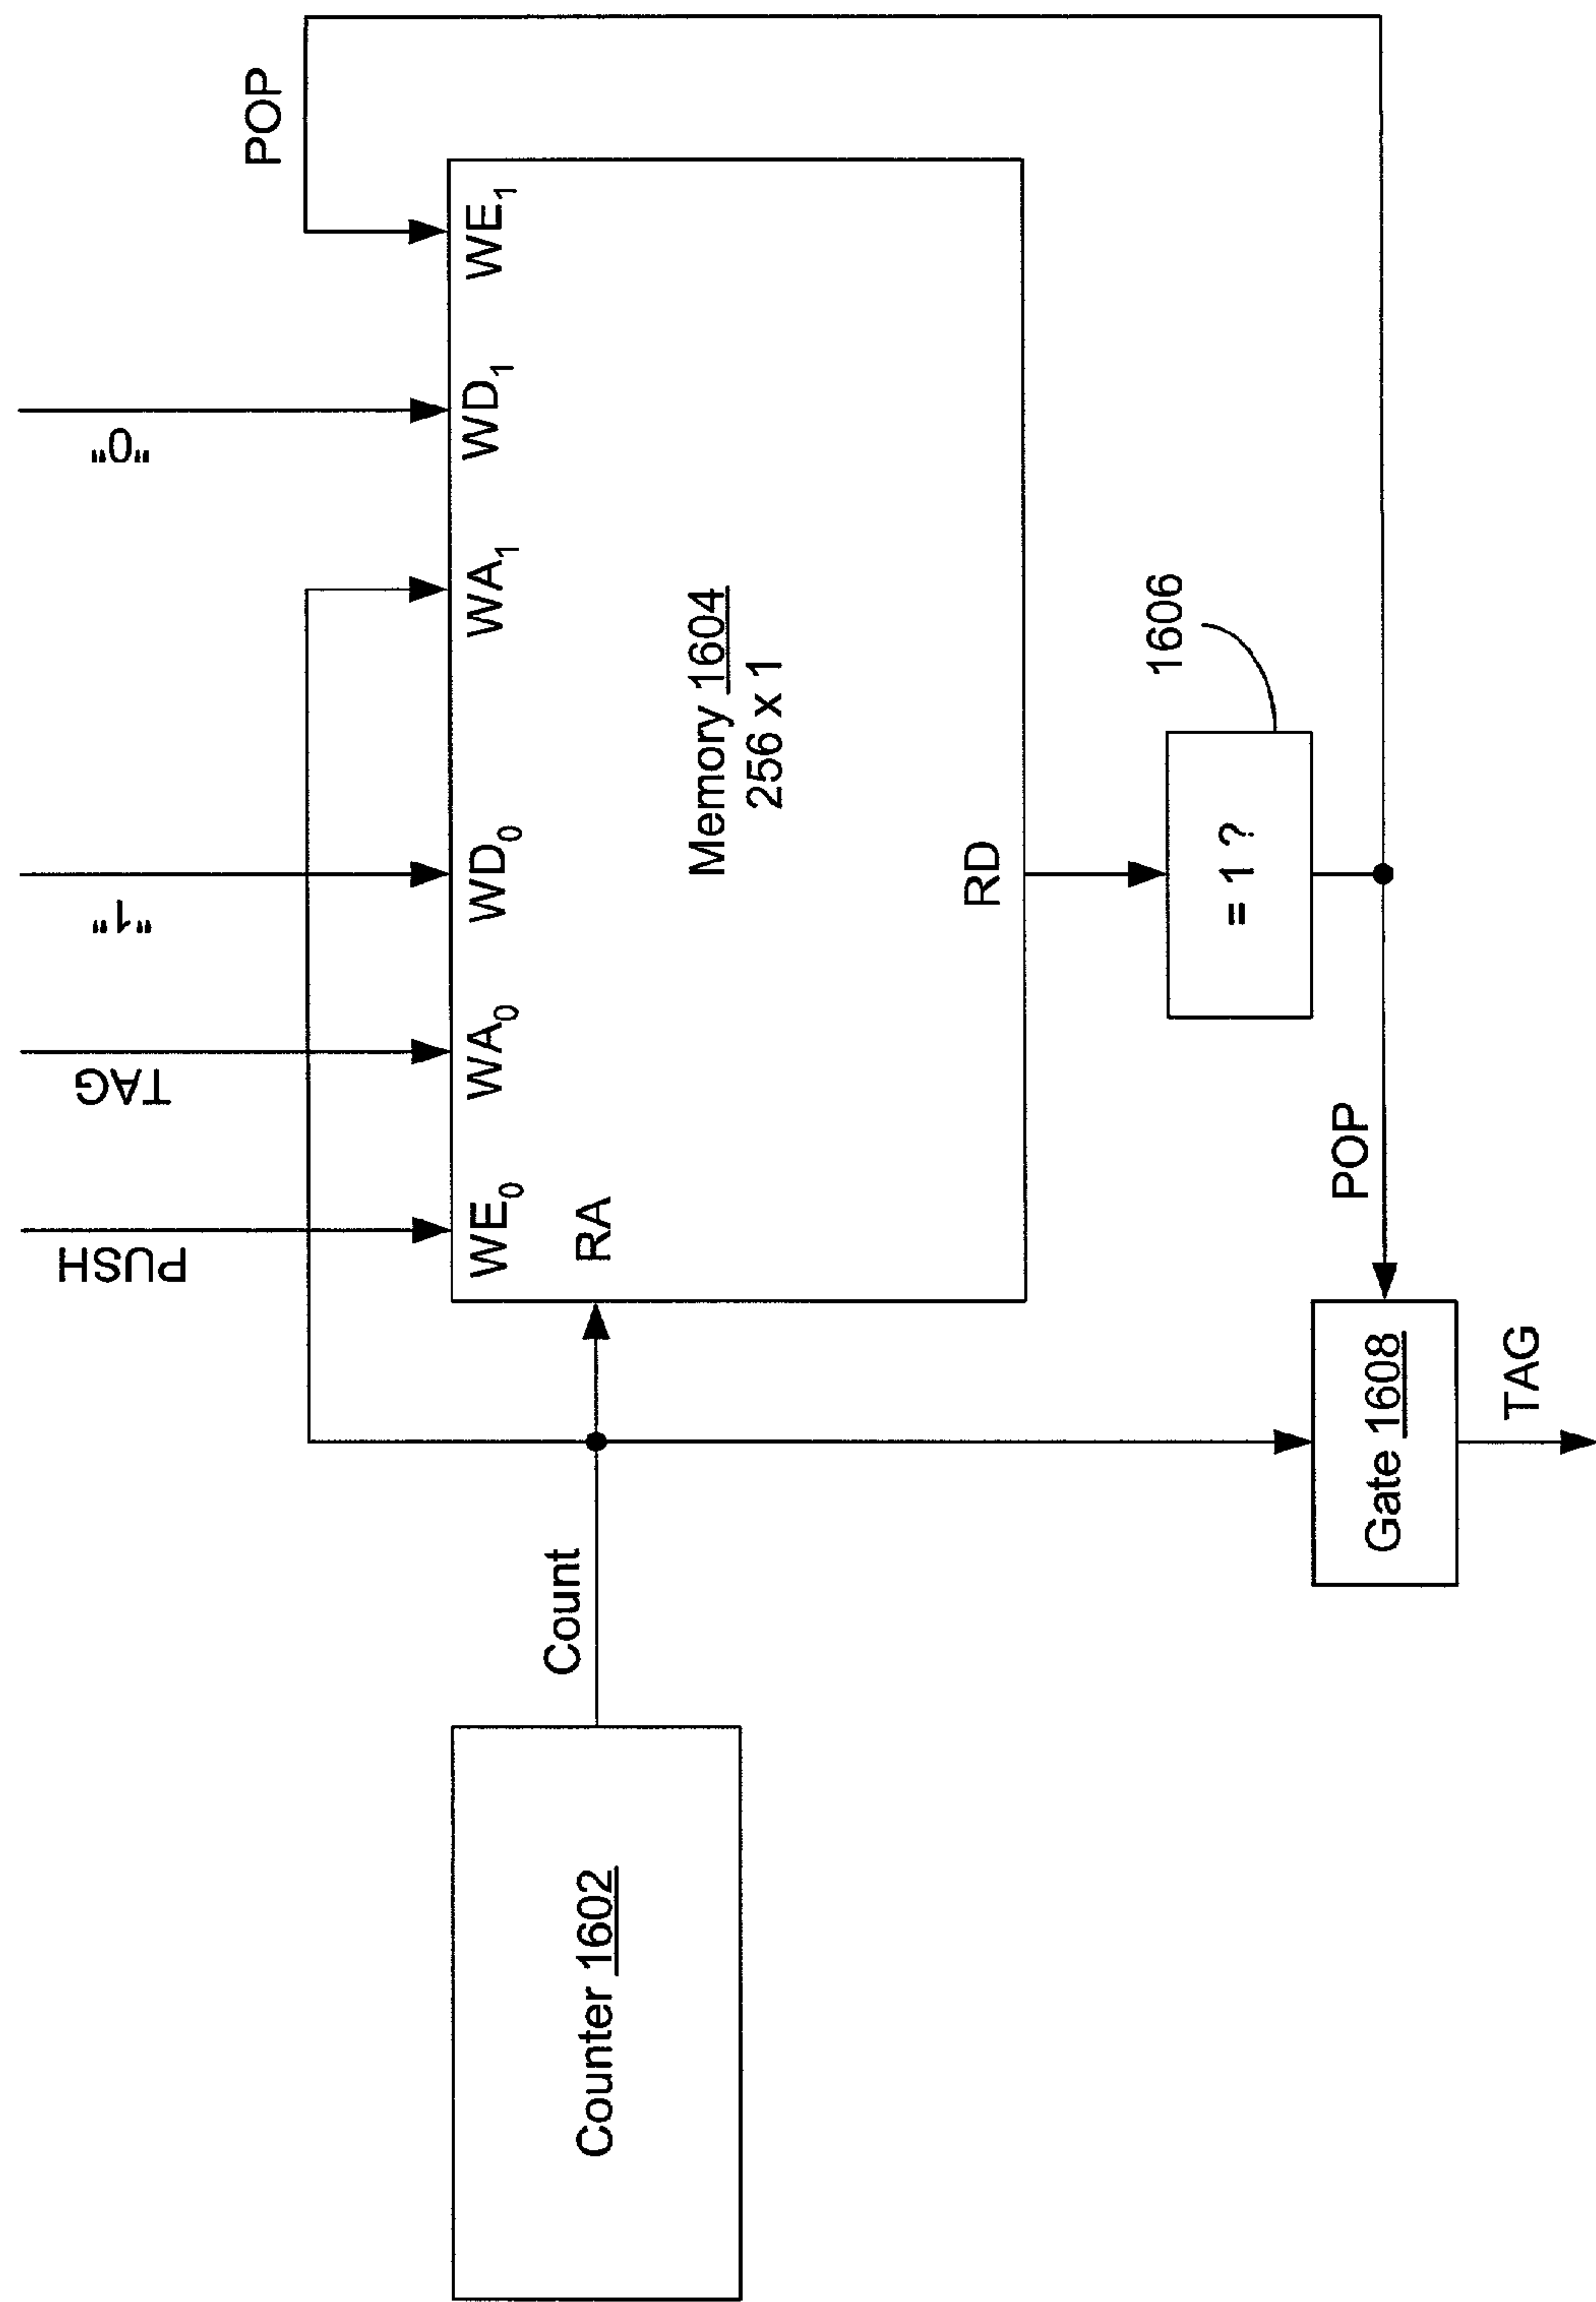 PUSH
TAG
"1"
"0"
POP
WE0
WA0
WD0
WA1
WD1
WE1
RA
Memory 1604
256 x 1
RD
Counter 1602
Count
= 1 ?
1606
POP
Gate 1608
TAG